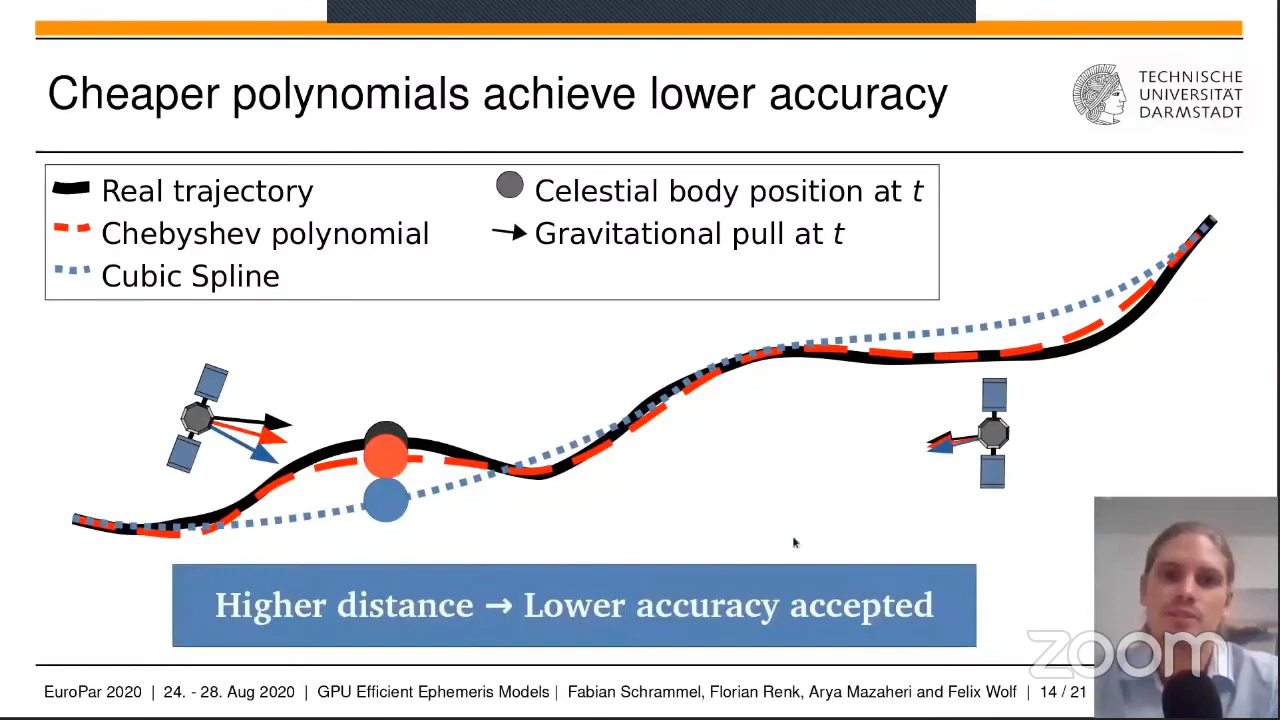 Cheaper polynomials achieve lower accuracy
TECHNISCHE
UNIVERSITÄT
DARMSTADT
Real trajectory
Chebyshev polynomial
Cubic Spline
Celestial body position at t
Gravitational pull at t
Higher distance → Lower accuracy accepted
zoom
EuroPar 2020 | 24. - 28. Aug 2020 | GPU Efficient Ephemeris Models | Fabian Schrammel, Florian Renk, Arya Mazaheri and Felix Wolf | 14 / 21